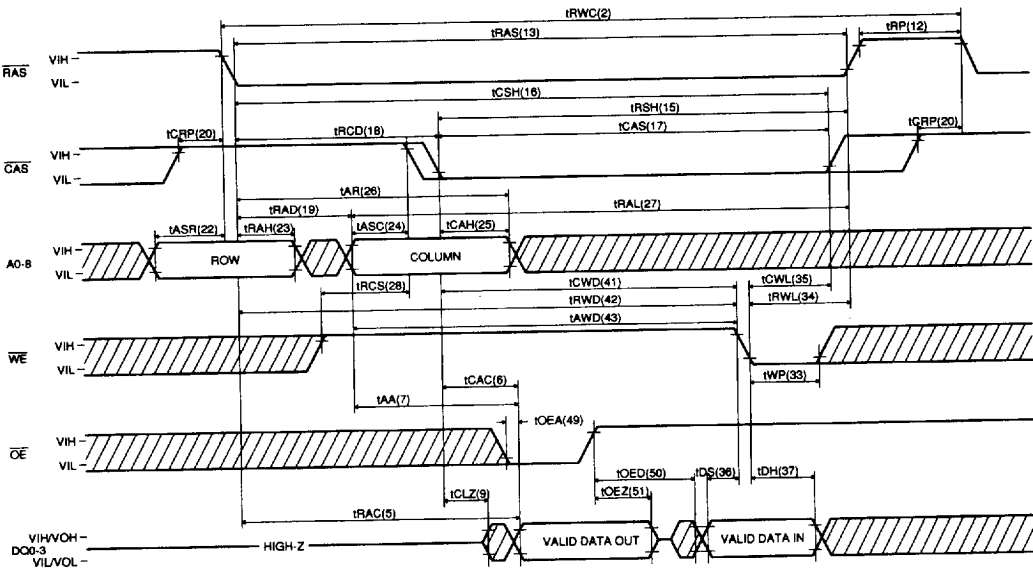 tRWC(2)
tRAS(13)
tRP(12)
RAS
VIH
VIL
tCSH(16)
tRSH(15)
tCRP(20)
tRCD(18)
tCAS(17)
tCRP(20)
CAS
VIH
VIL
tAR(26)
tRAD(19)
tRAL(27)
tASR(22)
tRAH(23)
tASC(24)
tCAH(25)
A0-8
VIH
VIL
ROW
COLUMN
tRCS(28)
tCWD(41)
tCWL(35)
tRWD(42)
tRWL(34)
tAWD(43)
WE
VIH
VIL
tCAC(6)
tWP(33)
tAA(7)
tOEA(49)
OE
VIH
VIL
tOED(50)
tDS(36)
tDH(37)
tCLZ(9)
tOEZ(51)
tRAC(5)
VIH/VOH
DQ0-3
VIL/VOL
HIGH-Z
VALID DATA OUT
VALID DATA IN